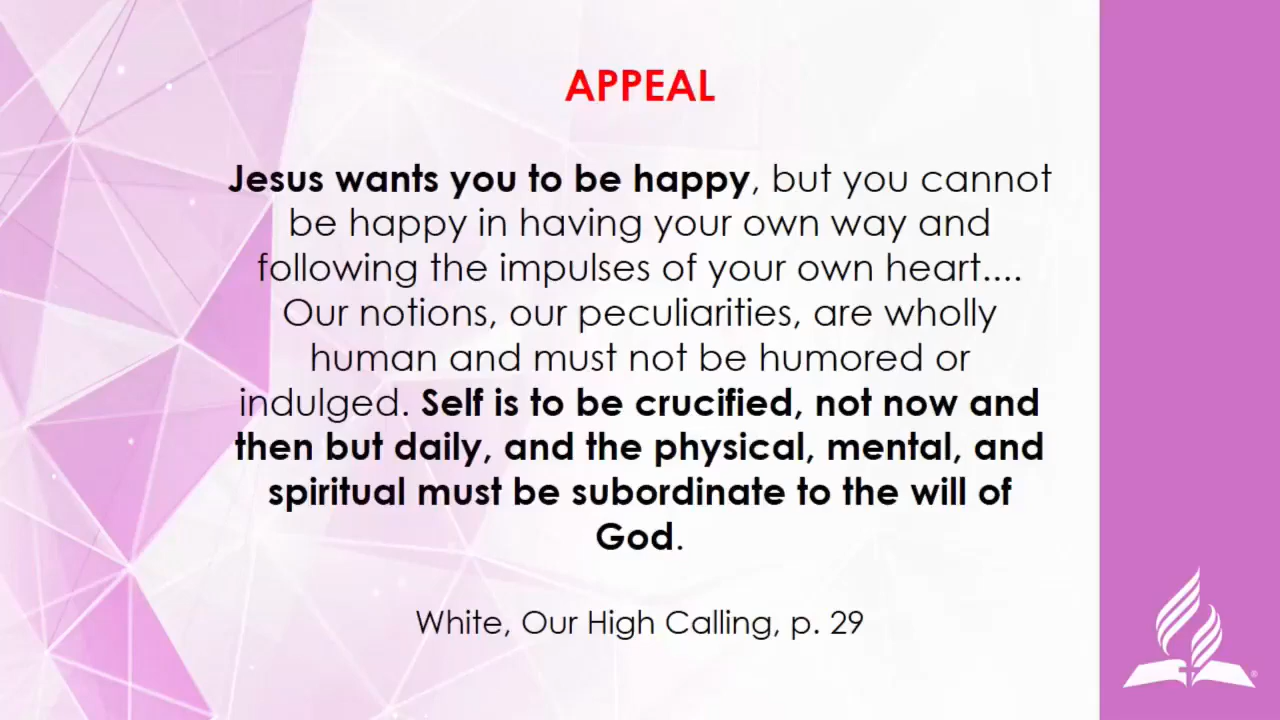 APPEAL
Jesus wants you to be happy, but you cannot
be happy in having your own way and
following the impulses of your own heart....
Our notions, our peculiarities, are wholly
human and must not be humored or
indulged. Self is to be crucified, not now and
then but daily, and the physical, mental, and
spiritual must be subordinate to the will of
God.
White, Our High Calling, p. 29
®